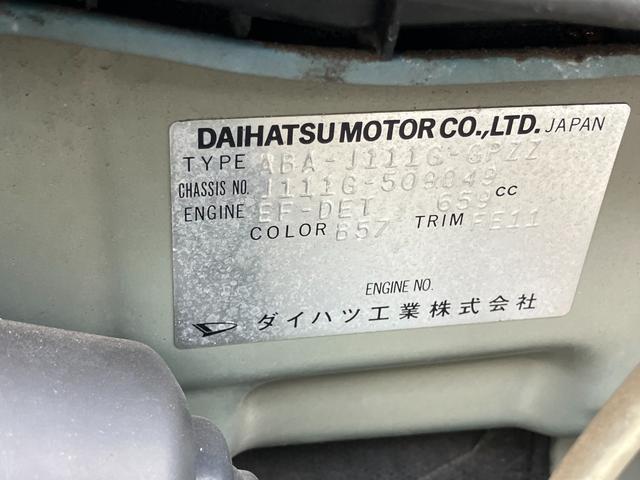 DAIHATSU MOTOR CO.,LTD. JAPAN
TYPE ABA-J111G-GPZZ
CHASSIS NO. J111G-509049
ENGINE EF-DET 659 CC
COLOR B57 TRIM FE11
ENGINE NO.
ダイハツ工業株式会社